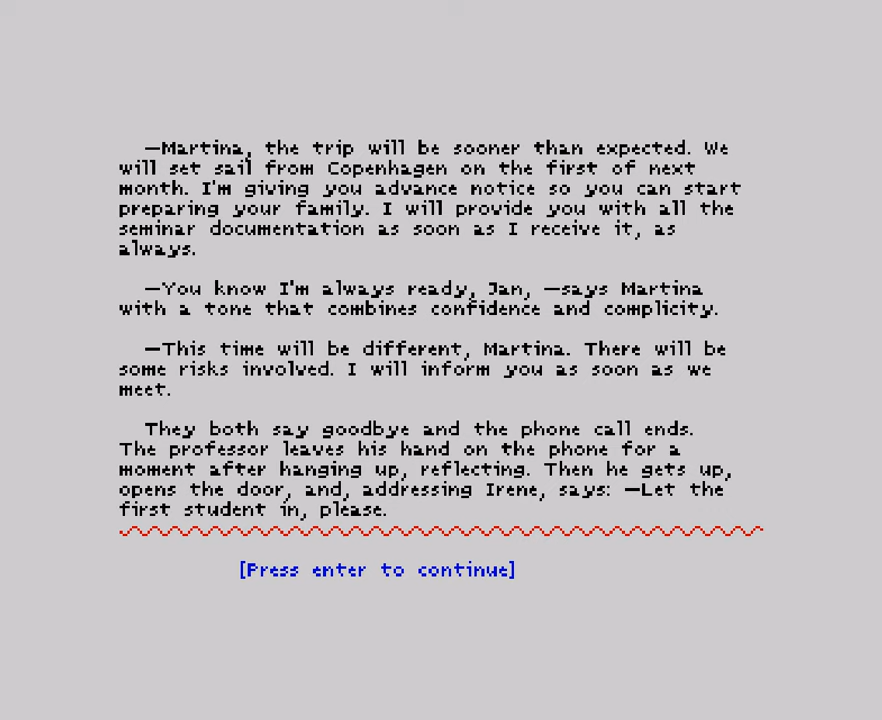 —Martina, the trip will be sooner than expected. We
will set sail from Copenhagen on the first of next
month. I'm giving you advance notice so you can start
preparing your family. I will provide you with all the
seminar documentation as soon as I receive it, as
always.
—You know I'm always ready, Jan, —says Martina
with a tone that combines confidence and complicity.
—This time will be different, Martina. There will be
some risks involved. I will inform you as soon as we
meet.
They both say goodbye and the phone call ends.
The professor leaves his hand on the phone for a
moment after hanging up, reflecting. Then he gets up,
opens the door, and, addressing Irene, says: —Let the
first student in, please.
[Press enter to continue]